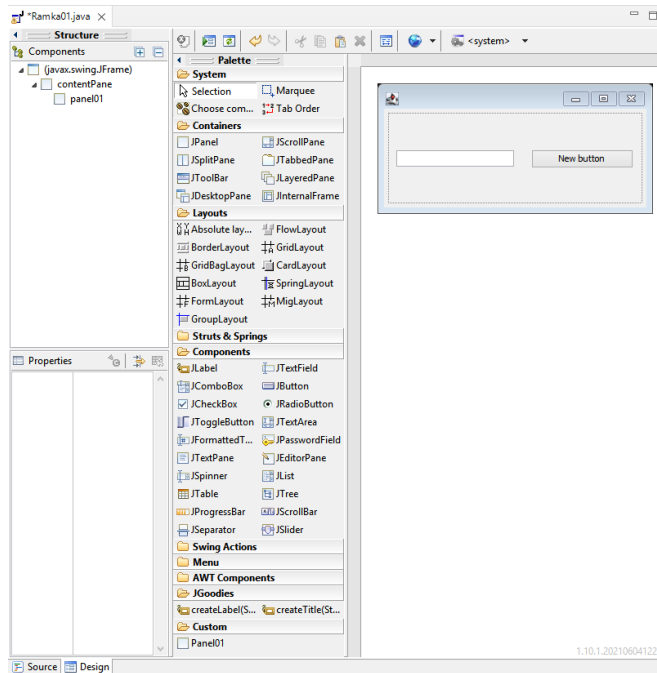 *Ramka01.java
Structure
Components
(javax.swing.JFrame)
contentPane
panel01
Properties
<system>
Palette
System
Selection Marquee
Choose com... Tab Order
Containers
JPanel JScrollPane
JSplitPane JTabbedPane
JToolBar JLayeredPane
JDesktopPane JInternalFrame
Layouts
Absolute lay... FlowLayout
BorderLayout GridLayout
GridBagLayout CardLayout
BoxLayout SpringLayout
FormLayout MigLayout
GroupLayout
Struts & Springs
Components
JLabel JTextField
JComboBox JButton
JCheckBox JRadioButton
JToggleButton JTextArea
JFormattedT... JPasswordField
JTextPane JEditorPane
JSpinner JList
JTable JTree
JProgressBar JScrollBar
JSeparator JSlider
Swing Actions
Menu
AWT Components
JGoodies
createLabel(S... createTitle(St...
Custom
Panel01
New button
1.10.1.20210604122
Source Design